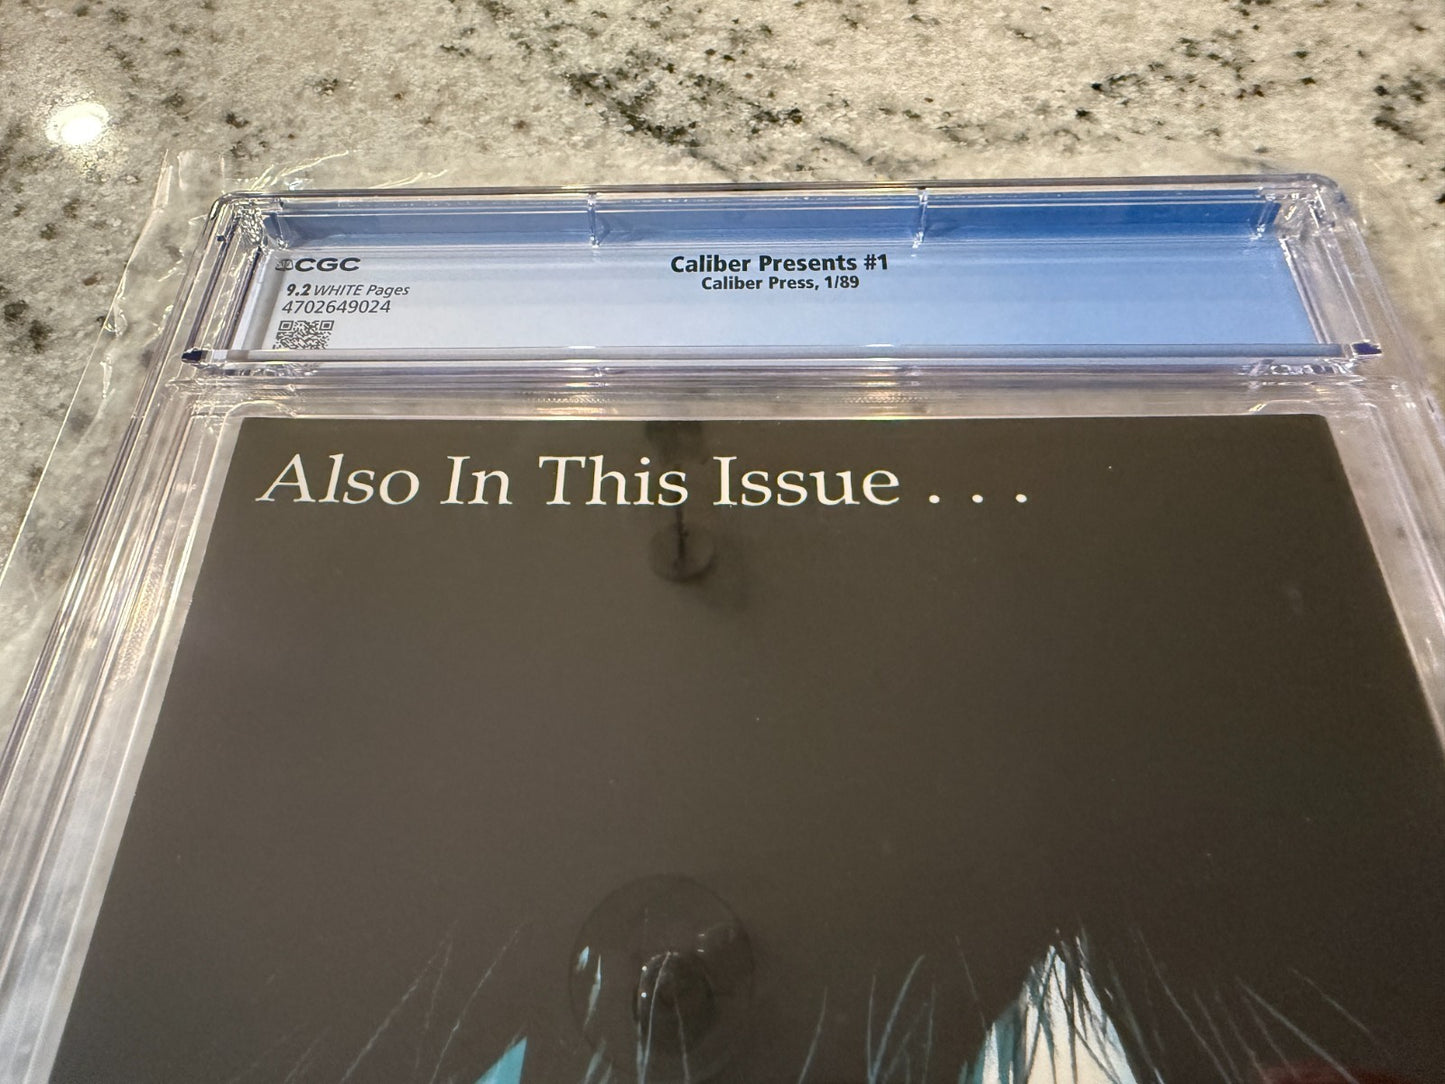 CGC
Caliber Presents #1
9.2 WHITE Pages
Caliber Press, 1/89
4702649024
Also In This Issue . . .